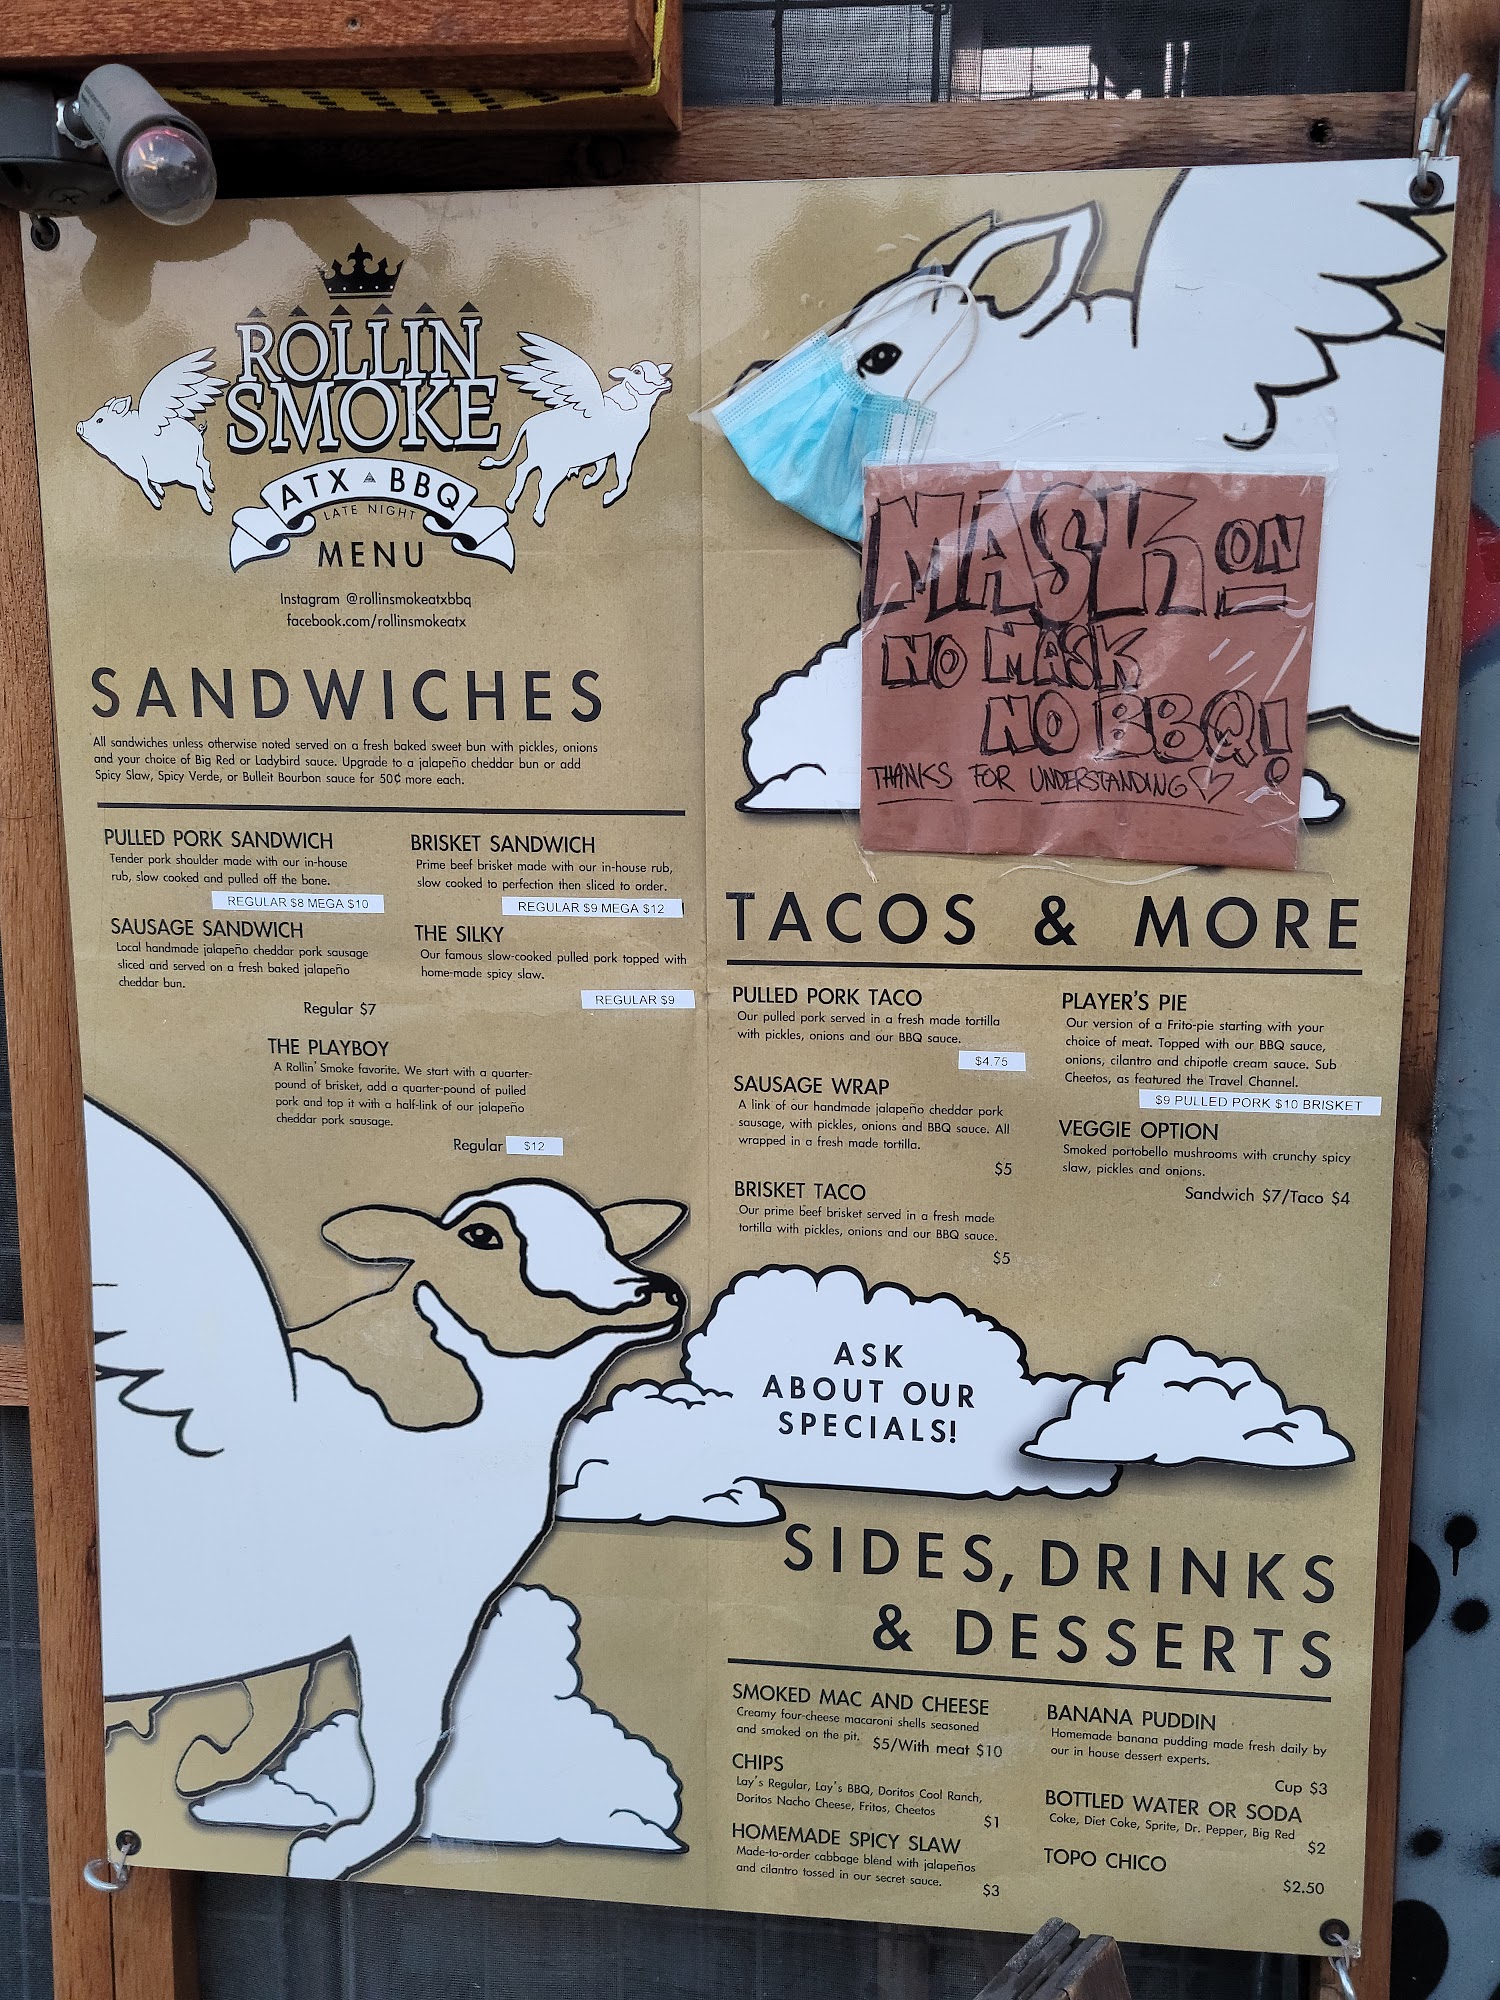 ROLLIN
SMOKE
ATX BBQ
LATE NIGHT
MENU
Instagram @rollinsmokeatxbbq
facebook.com/rollinsmokeatx
SANDWICHES
All sandwiches unless otherwise noted served on a fresh baked sweet bun with pickles, onions
and your choice of Big Red or Ladybird sauce. Upgrade to a jalapeño cheddar bun or add
Spicy Slaw, Spicy Verde, or Bulleit Bourbon sauce for 50¢ more each.
PULLED PORK SANDWICH
Tender pork shoulder made with our in-house
rub, slow cooked and pulled off the bone.
REGULAR $8 MEGA $10
SAUSAGE SANDWICH
Local handmade jalapeño cheddar pork sausage
sliced and served on a fresh baked jalapeño
cheddar bun.
Regular $7
BRISKET SANDWICH
Prime beef brisket made with our in-house rub,
slow cooked to perfection then sliced to order.
REGULAR $9 MEGA $12
THE SILKY
Our famous slow-cooked pulled pork topped with
home-made spicy slaw.
REGULAR $9
THE PLAYBOY
A Rollin' Smoke favorite. We start with a quarter-
pound of brisket, add a quarter-pound of pulled
pork and top it with a half-link of our jalapeño
cheddar pork sausage.
Regular $12
MASK ON
NO MASK
NO BBQ!
THANKS FOR UNDERSTANDING
TACOS & MORE
PULLED PORK TACO
Our pulled pork served in a fresh made tortilla
with pickles, onions and our BBQ sauce.
$4.75
SAUSAGE WRAP
A link of our handmade jalapeño cheddar pork
sausage, with pickles, onions and BBQ sauce. All
wrapped in a fresh made tortilla.
$5
BRISKET TACO
Our prime beef brisket served in a fresh made
tortilla with pickles, onions and our BBQ sauce.
$5
PLAYER'S PIE
Our version of a Frito-pie starting with your
choice of meat. Topped with our BBQ sauce,
onions, cilantro and chipotle cream sauce. Sub
Cheetos, as featured the Travel Channel.
$9 PULLED PORK $10 BRISKET
VEGGIE OPTION
Smoked portobello mushrooms with crunchy spicy
slaw, pickles and onions.
Sandwich $7/Taco $4
ASK
ABOUT OUR
SPECIALS!
SIDES, DRINKS
& DESSERTS
SMOKED MAC AND CHEESE
Creamy four-cheese macaroni shells seasoned
and smoked on the pit. $5/With meat $10
CHIPS
Lay's Regular, Lay's BBQ, Doritos Cool Ranch,
Doritos Nacho Cheese, Fritos, Cheetos
$1
HOMEMADE SPICY SLAW
Made-to-order cabbage blend with jalapeños
and cilantro tossed in our secret sauce.
$3
BANANA PUDDIN
Homemade banana pudding made fresh daily by
our in house dessert experts.
Cup $3
BOTTLED WATER OR SODA
Coke, Diet Coke, Sprite, Dr. Pepper, Big Red
$2
TOPO CHICO
$2.50